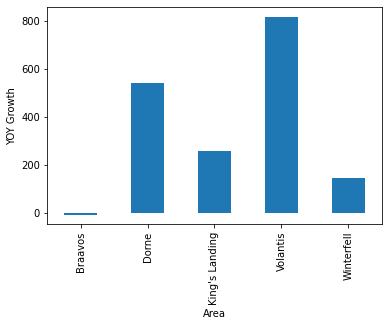 800
600
400
200
0
YOY Growth
Braavos
Dorne
King's Landing
Volantis
Winterfell
Area